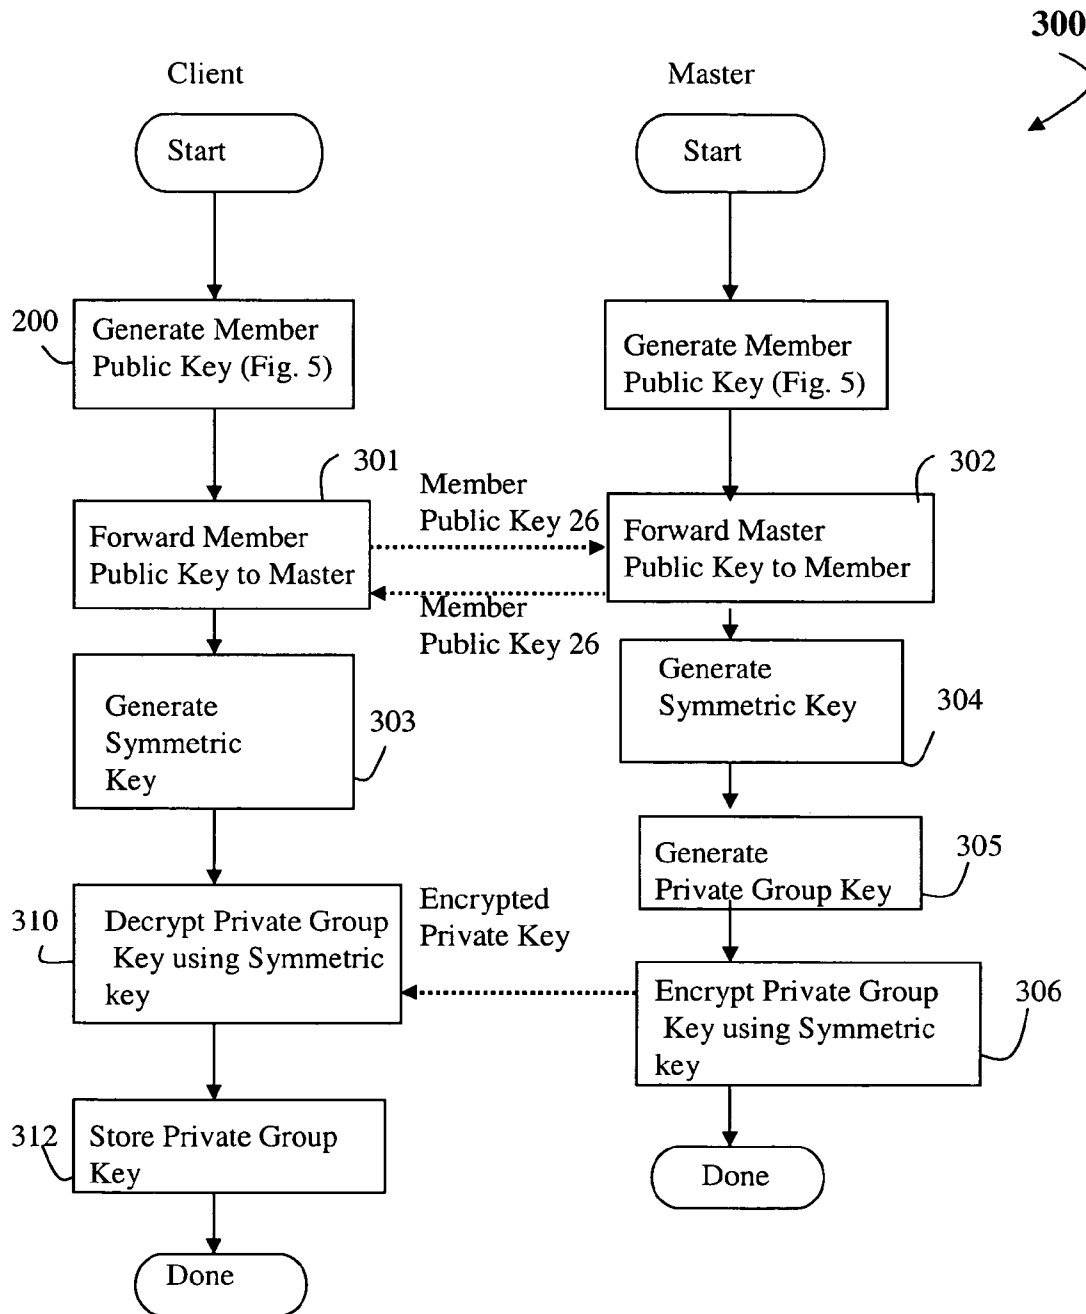 300
Client
Master
Start
Start
200
Generate Member
Public Key (Fig. 5)
Generate Member
Public Key (Fig. 5)
301
302
Member
Public Key 26
Forward Member
Public Key to Master
Forward Master
Public Key to Member
Member
Public Key 26
Generate
Symmetric
Key
303
Generate
Symmetric Key
304
Generate
Private Group Key
305
310
Decrypt Private Group
Key using Symmetric
key
Encrypted
Private Key
Encrypt Private Group
Key using Symmetric
key
306
312
Store Private Group
Key
Done
Done